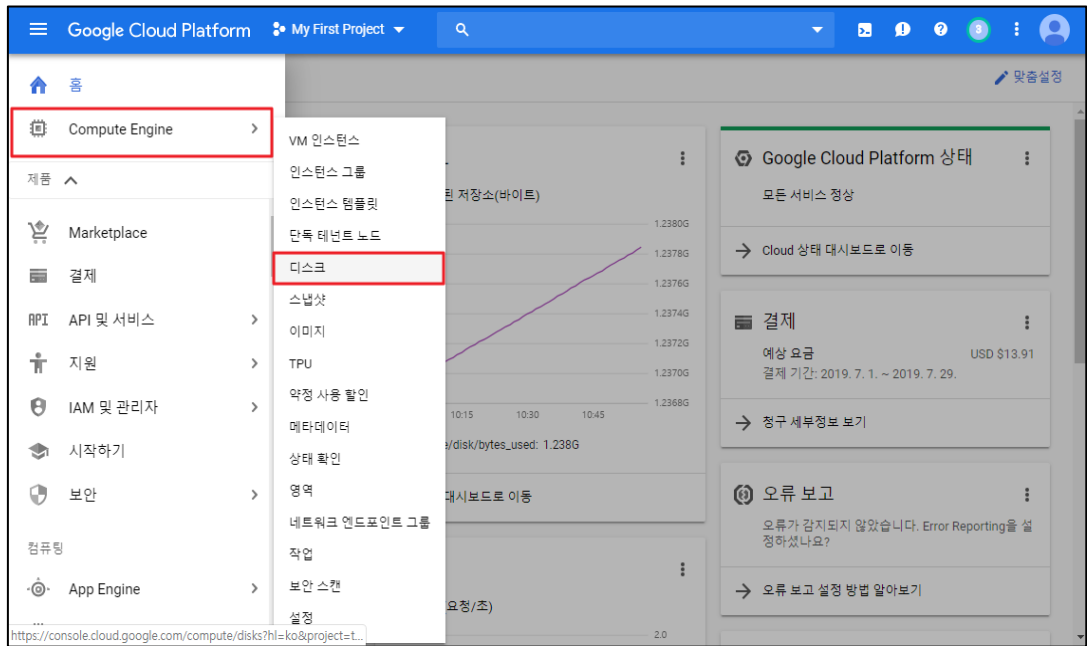 Google Cloud Platform
My First Project
3
맞춤설정
홈
Compute Engine
제품
Marketplace
결제
API
API 및 서비스
지원
IAM 및 관리자
시작하기
보안
컴퓨팅
App Engine
VM 인스턴스
인스턴스 그룹
인스턴스 템플릿
단독 테넌트 노드
디스크
스냅샷
이미지
TPU
약정 사용 할인
메타데이터
상태 확인
영역
네트워크 엔드포인트 그룹
작업
보안 스캔
설정
된 저장소(바이트)
1.2380G
1.2378G
1.2376G
1.2374G
1.2372G
1.2370G
1.2368G
10:15 10:30 10:45
e/disk/bytes_used: 1.238G
대시보드로 이동
요청/초)
2.0
Google Cloud Platform 상태
모든 서비스 정상
Cloud 상태 대시보드로 이동
결제
예상 요금 USD $13.91
결제 기간: 2019. 7. 1. ~ 2019. 7. 29.
청구 세부정보 보기
오류 보고
오류가 감지되지 않았습니다. Error Reporting을 설
정하셨나요?
오류 보고 설정 방법 알아보기
https://console.cloud.google.com/compute/disks?hl=ko&project=t...